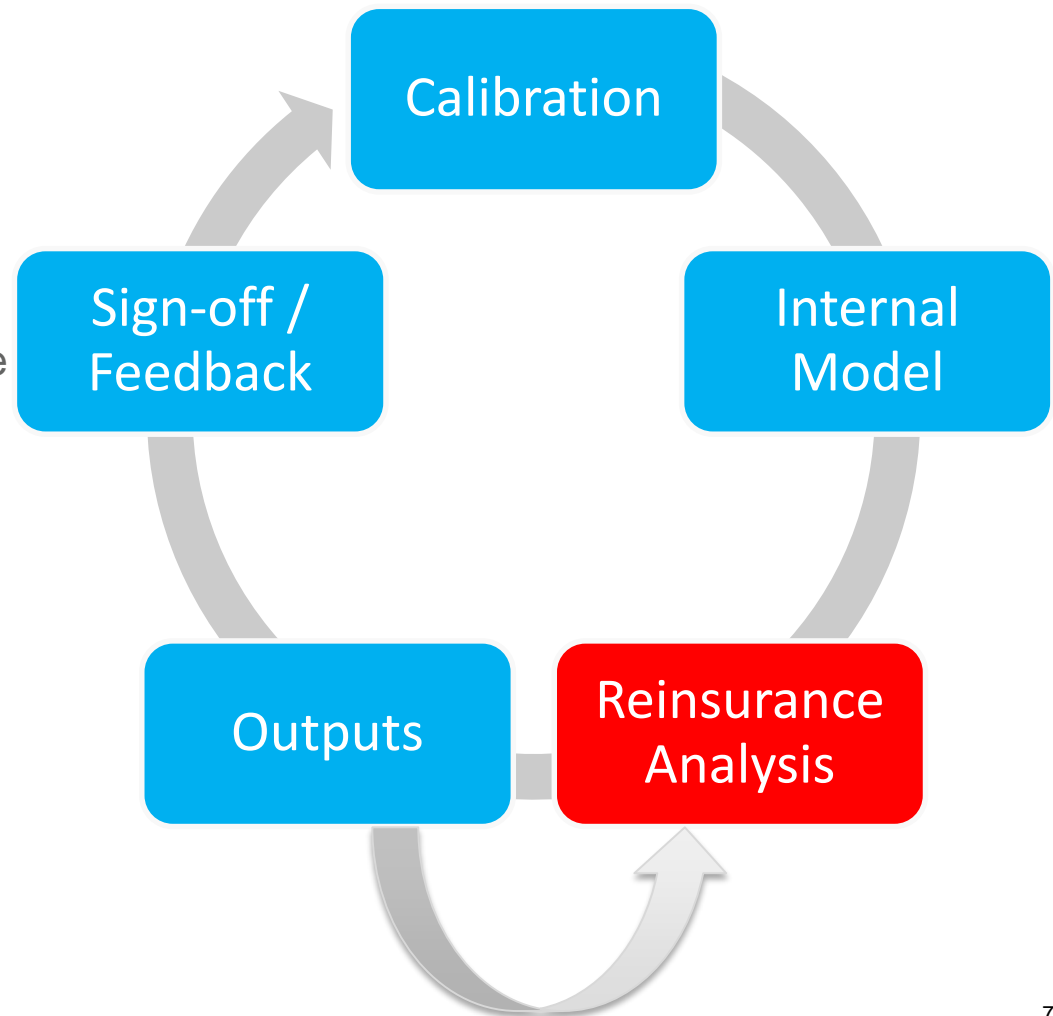 Calibration
Sign-off /
Feedback
Internal
Model
e
Outputs
Reinsurance
Analysis
7